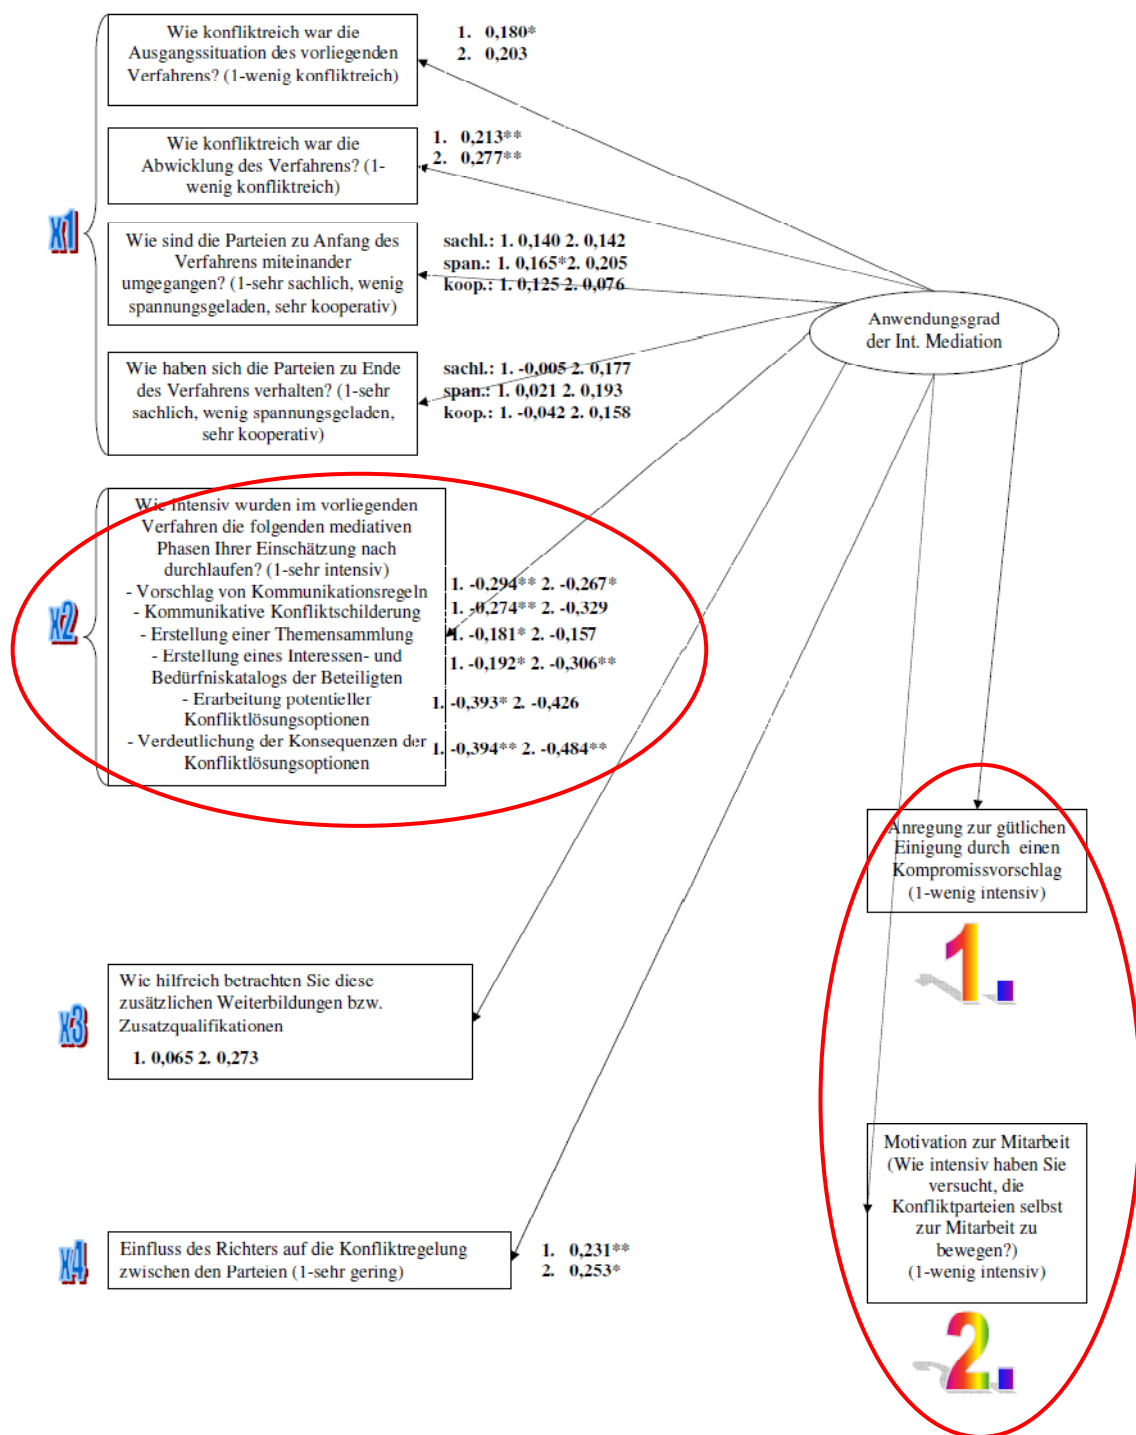 Wie konfliktreich war die
Ausgangssituation des vorliegenden
Verfahrens? (1-wenig konfliktreich)
1. 0,180*
2. 0,203
Wie konfliktreich war die
Abwicklung des Verfahrens? (1-
wenig konfliktreich)
1. 0,213**
2. 0,277**
x1
Wie sind die Parteien zu Anfang des
Verfahrens miteinander
umgegangen? (1-sehr sachlich, wenig
spannungsgeladen, sehr kooperativ)
sachl.: 1. 0,140 2. 0,142
span.: 1. 0,165*2. 0,205
koop.: 1. 0,125 2. 0,076
Anwendungsgrad
der Int. Mediation
Wie haben sich die Parteien zu Ende
des Verfahrens verhalten? (1-sehr
sachlich, wenig spannungsgeladen,
sehr kooperativ)
sachl.: 1. -0,005 2. 0,177
span.: 1. 0,021 2. 0,193
koop.: 1. -0,042 2. 0,158
x2
Wie intensiv wurden im vorliegenden
Verfahren die folgenden mediativen
Phasen Ihrer Einschätzung nach
durchlaufen? (1-sehr intensiv)
- Vorschlag von Kommunikationsregeln
- Kommunikative Konfliktschilderung
- Erstellung einer Themensammlung
- Erstellung eines Interessen- und
Bedürfniskatalogs der Beteiligten
- Erarbeitung potentieller
Konfliktlösungsoptionen
- Verdeutlichung der Konsequenzen der
Konfliktlösungsoptionen
1. -0,294** 2. -0,267*
1. -0,274** 2. -0,329
1. -0,181* 2. -0,157
1. -0,192* 2. -0,306**
1. -0,393* 2. -0,426
1. -0,394** 2. -0,484**
Anregung zur gütlichen
Einigung durch einen
Kompromissvorschlag
(1-wenig intensiv)
1.
x3
Wie hilfreich betrachten Sie diese
zusätzlichen Weiterbildungen bzw.
Zusatzqualifikationen
1. 0,065 2. 0,273
Motivation zur Mitarbeit
(Wie intensiv haben Sie
versucht, die
Konfliktparteien selbst
zur Mitarbeit zu
bewegen?)
(1-wenig intensiv)
2.
x4
Einfluss des Richters auf die Konfliktregelung
zwischen den Parteien (1-sehr gering)
1. 0,231**
2. 0,253*